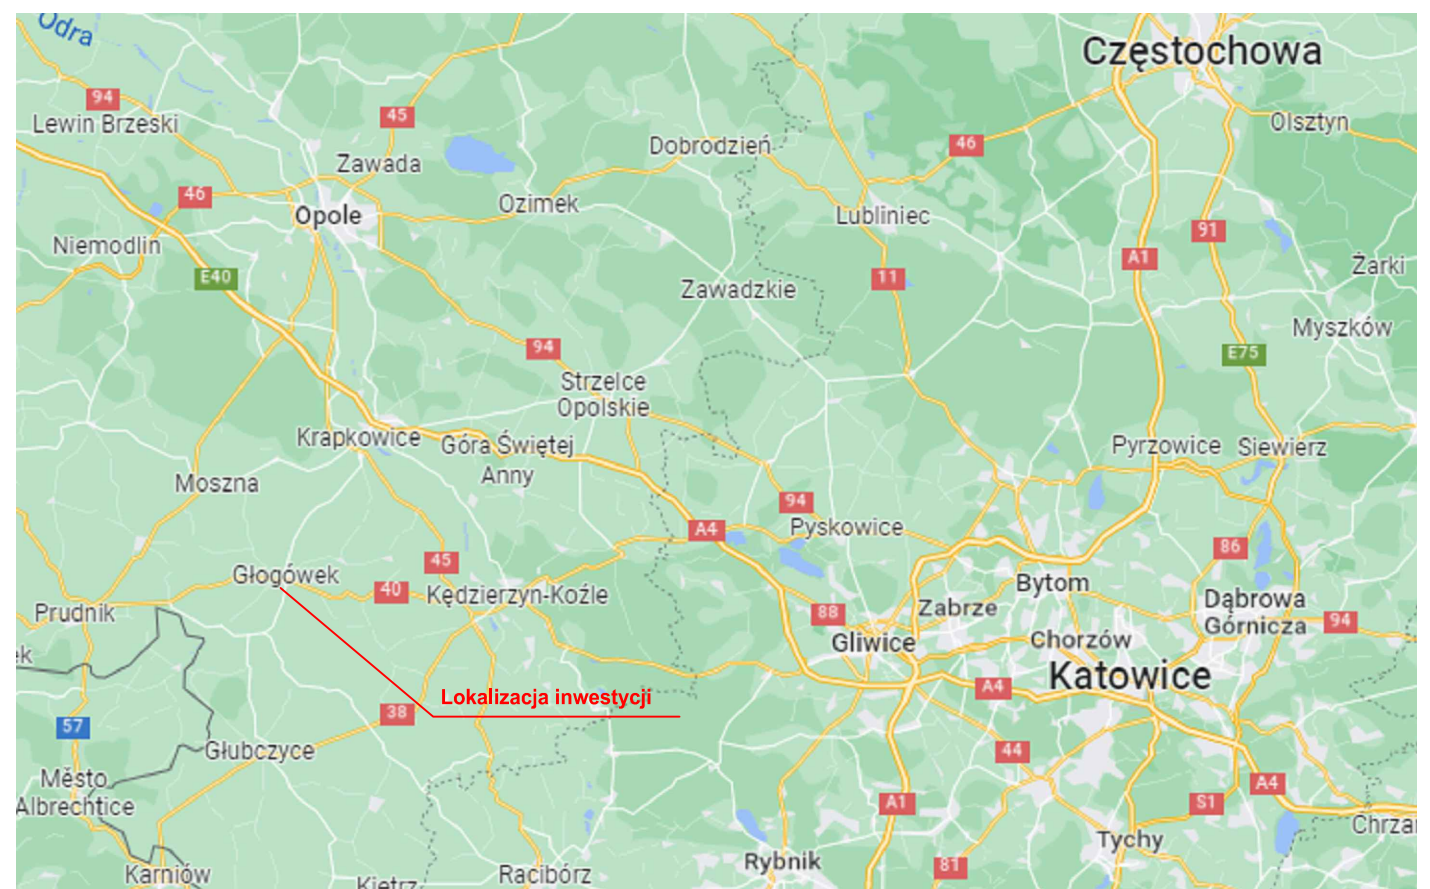 Odra
Częstochowa
94
Lewin Brzeski
45
Olsztyn
46
Dobrodzień
Zawada
46
Ozimek
Opole
Lubliniec
91
Niemodlin
A1
Żarki
E40
11
Zawadzkie
Myszków
94
E75
Strzelce
Opolskie
Krapkowice
Góra Świętej
Anny
Pyrzowice
Siewierz
Moszna
94
A4
Pyskowice
86
45
Głogówek
40
Kędzierzyn-Koźle
Bytom
Prudnik
88
Zabrze
Dąbrowa
Górnicza
94
Gliwice
Chorzów
ek
Katowice
A4
Lokalizacja inwestycji
38
57
Głubczyce
44
Město
Albrechtice
A4
A1
S1
Chrza
Tychy
Rybnik
81
Karniów
Kietrz
Racibórz